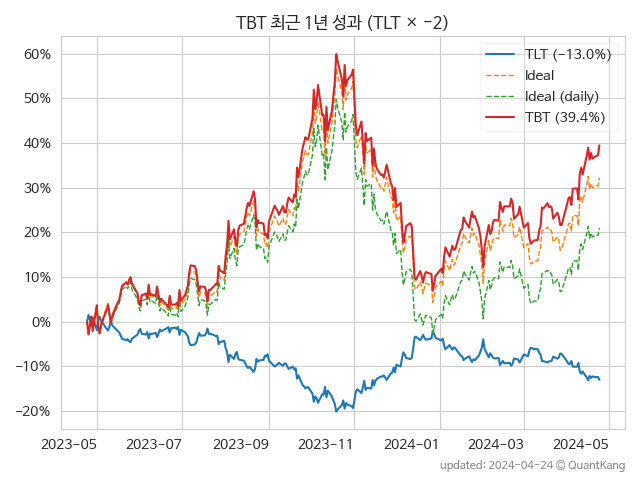 TBT 최근 1년 성과 (TLT × −2)
TLT (−13.0%)
Ideal
Ideal (daily)
TBT (39.4%)
60%
50%
40%
30%
20%
10%
0%
−10%
−20%
2023−05
2023−07
2023−09
2023−11
2024−01
2024−03
2024−05
updated: 2024−04−24 © QuantKang